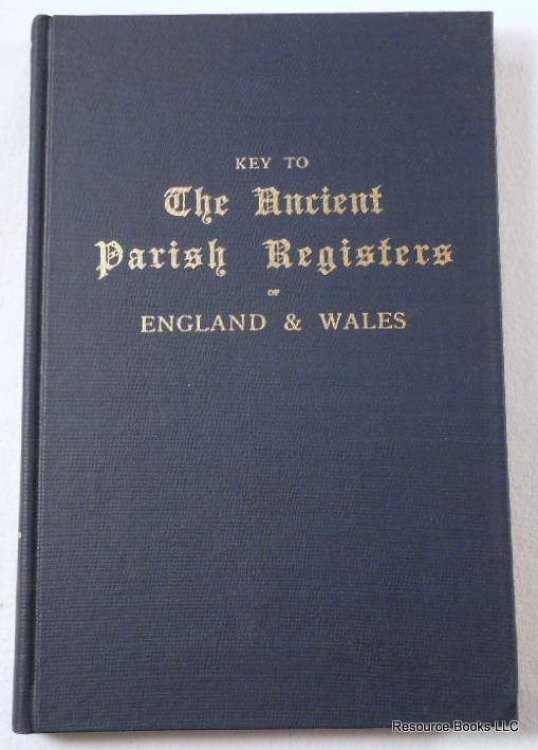 KEY TO
The Ancient
Parish Registers
OF
ENGLAND & WALES
Resource Books LLC